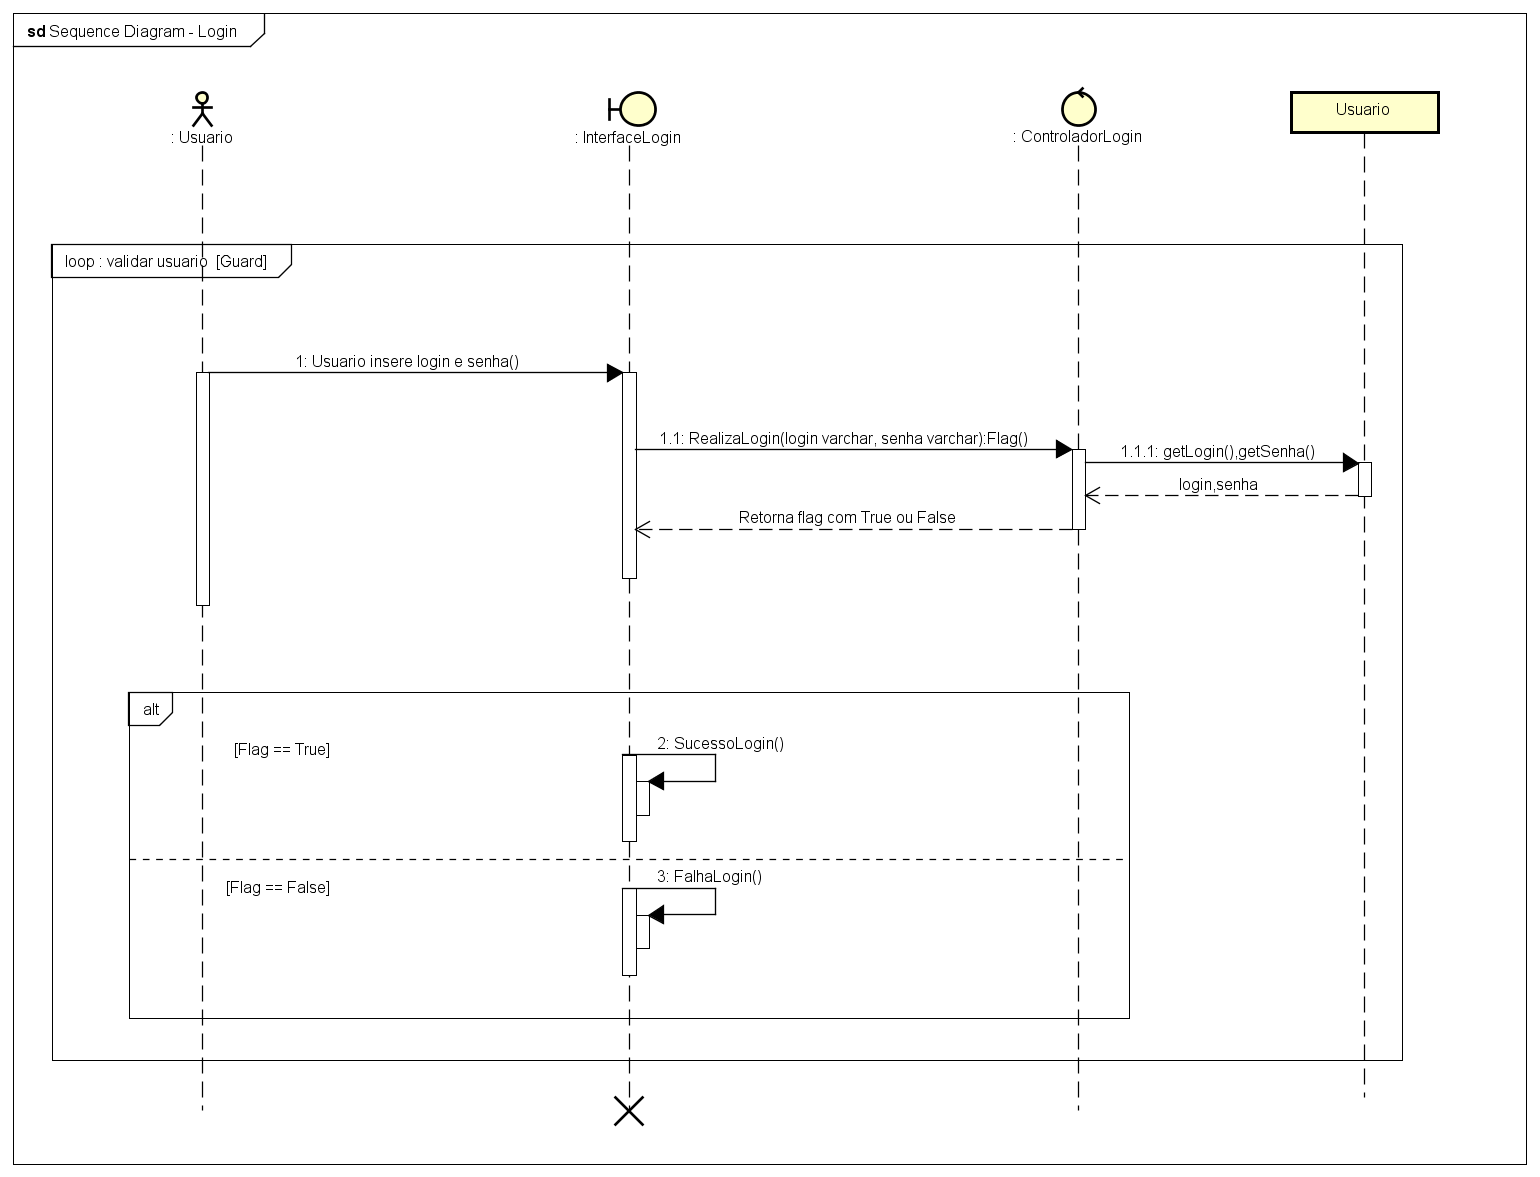 sd Sequence Diagram - Login
: Usuario
: InterfaceLogin
: ControladorLogin
Usuario
loop : validar usuario [Guard]
1: Usuario insere login e senha()
1.1: RealizaLogin(login varchar, senha varchar):Flag()
1.1.1: getLogin(),getSenha()
login,senha
Retorna flag com True ou False
alt
[Flag == True]
2: SucessoLogin()
[Flag == False]
3: FalhaLogin()